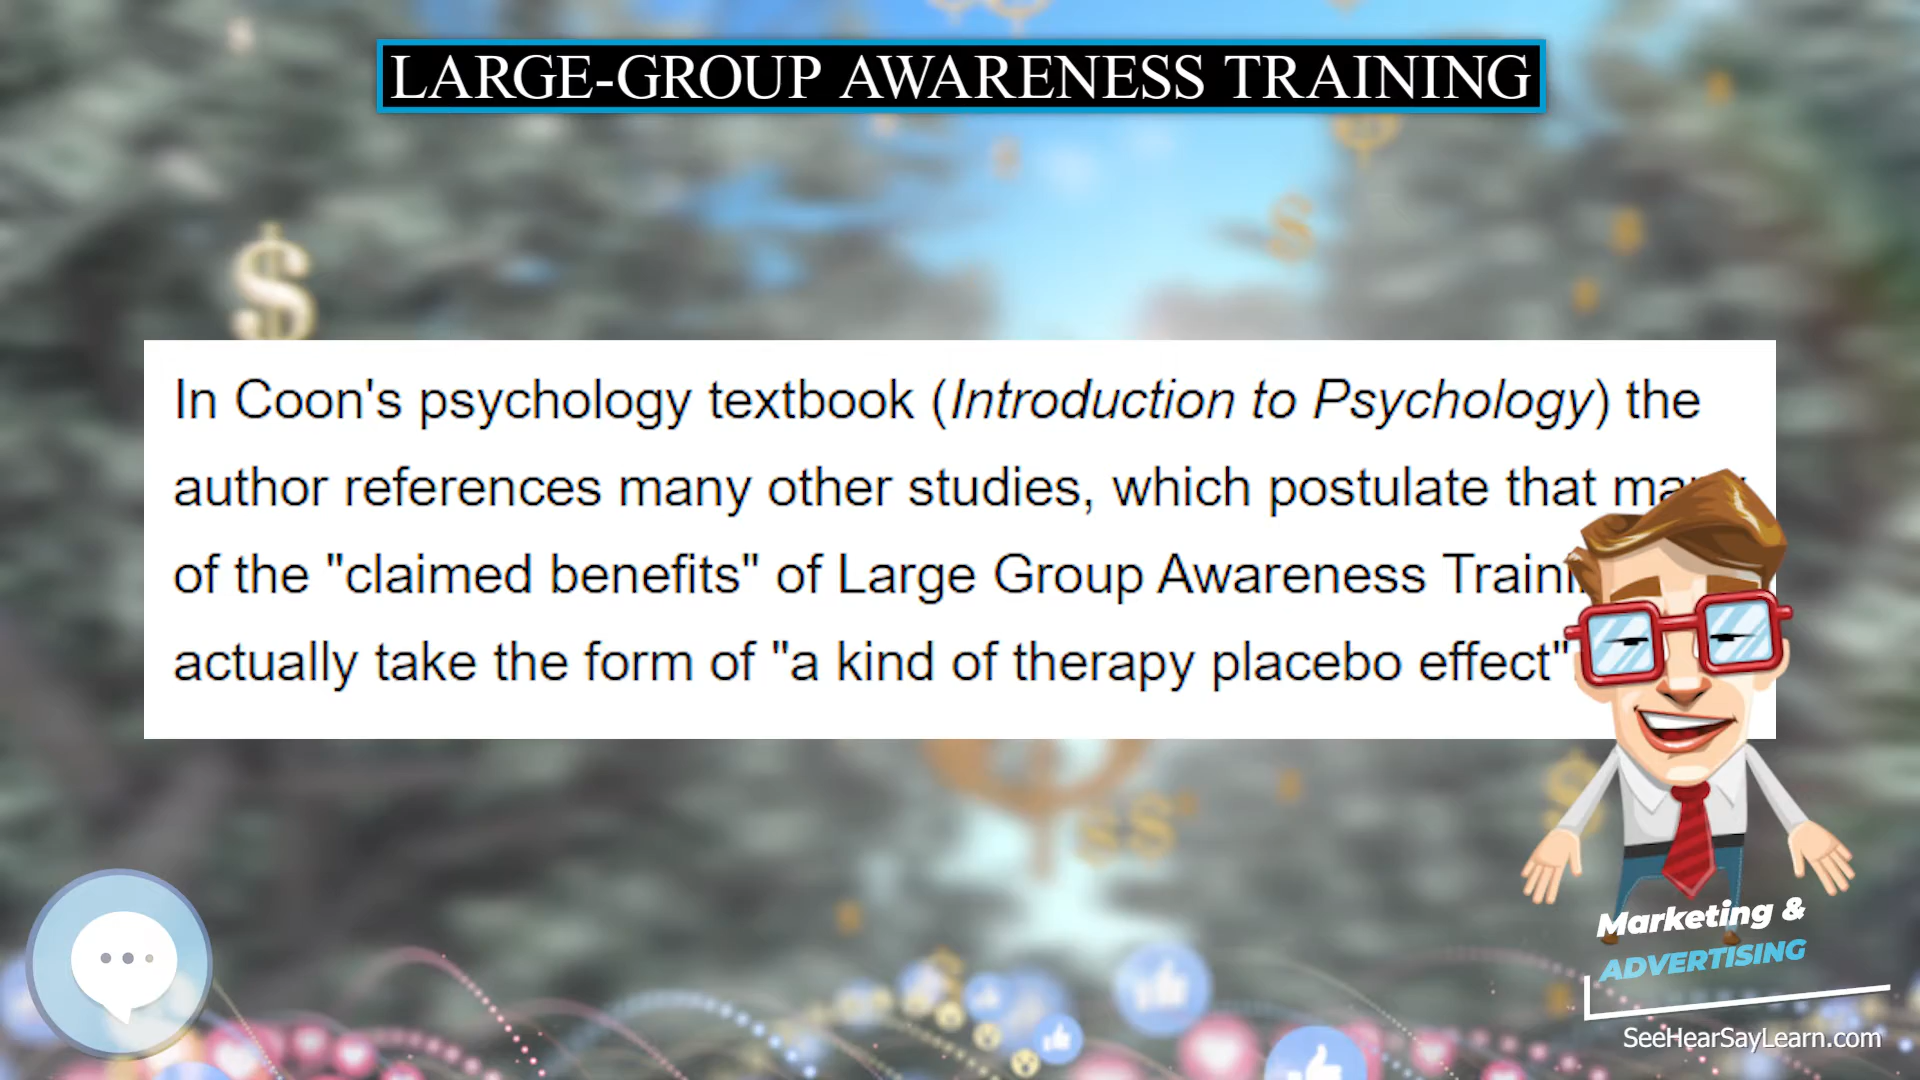 LARGE-GROUP AWARENESS TRAINING
In Coon's psychology textbook (Introduction to Psychology) the
author references many other studies, which postulate that
of the "claimed benefits" of Large Group Awareness
actually take the form of "a kind of therapy placebo effect"
Marketing &
ADVERTISING
SeeHearSayLearn.com